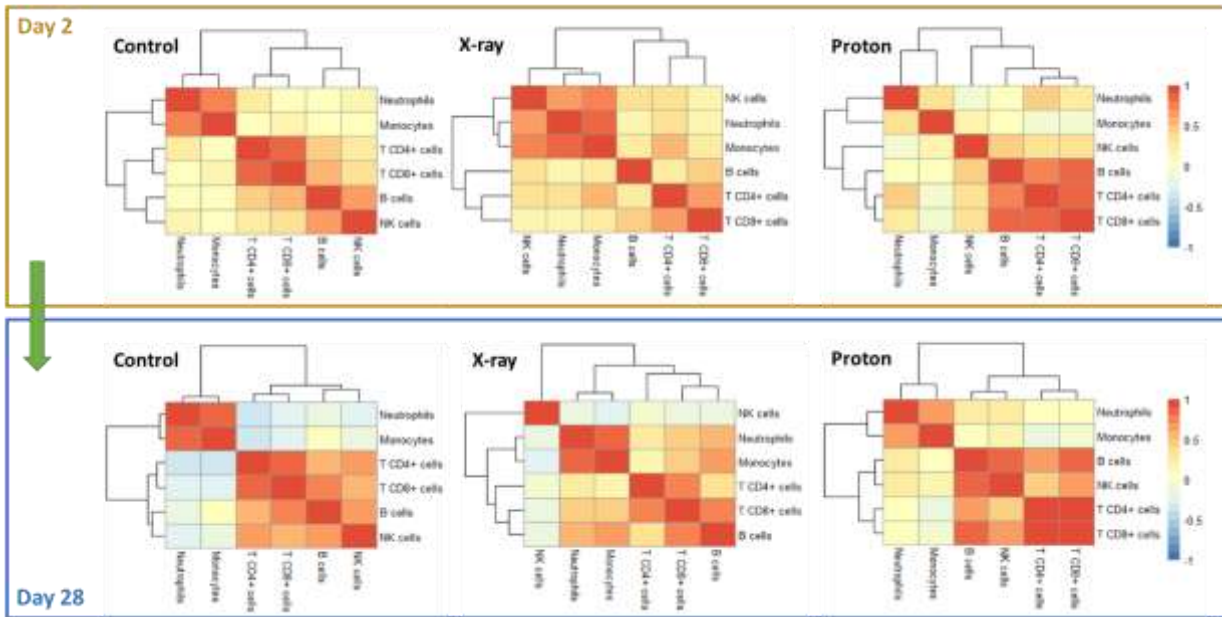 Day 2
Control
Neutrophils
Monocytes
T CD4+ cells
T CD8+ cells
B cells
NK cells
Neutrophils
Monocytes
T CD4+ cells
T CD8+ cells
B cells
NK cells
X-ray
NK cells
Neutrophils
Monocytes
B cells
T CD4+ cells
T CD8+ cells
NK cells
Neutrophils
Monocytes
B cells
T CD4+ cells
T CD8+ cells
Proton
Neutrophils
Monocytes
NK cells
B cells
T CD4+ cells
T CD8+ cells
Neutrophils
Monocytes
NK cells
B cells
T CD4+ cells
T CD8+ cells
1
0.5
0
-0.5
-1
Control
Neutrophils
Monocytes
T CD4+ cells
T CD8+ cells
B cells
NK cells
Neutrophils
Monocytes
T CD4+ cells
T CD8+ cells
B cells
NK cells
X-ray
NK cells
Neutrophils
Monocytes
T CD4+ cells
T CD8+ cells
B cells
NK cells
Neutrophils
Monocytes
T CD4+ cells
T CD8+ cells
B cells
Proton
Neutrophils
Monocytes
B cells
NK cells
T CD4+ cells
T CD8+ cells
Neutrophils
Monocytes
B cells
NK cells
T CD4+ cells
T CD8+ cells
1
0.5
0
-0.5
-1
Day 28